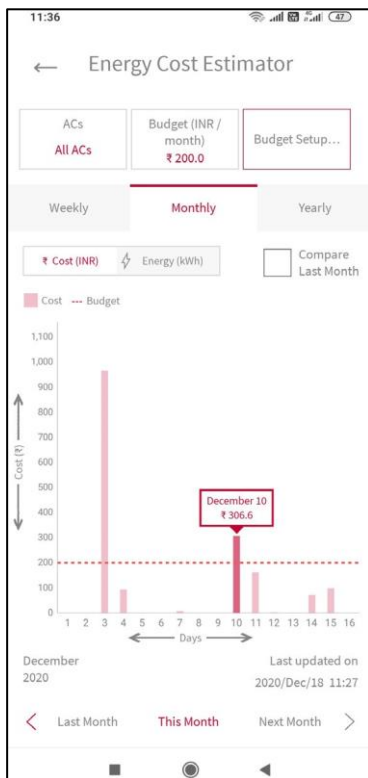 11:36
47
← Energy Cost Estimator
ACs
All ACs
Budget (INR /
month)
₹ 200.0
Budget Setup...
Weekly Monthly Yearly
₹ Cost (INR) Energy (kWh)
Compare
Last Month
Cost --- Budget
1,100
1,000
900
800
700
600
500
400
300
200
100
0
Cost (₹)
December 10
₹ 306.6
1 2 3 4 5 6 7 8 9 10 11 12 13 14 15 16
Days
December
2020
Last updated on
2020/Dec/18 11:27
Last Month This Month Next Month